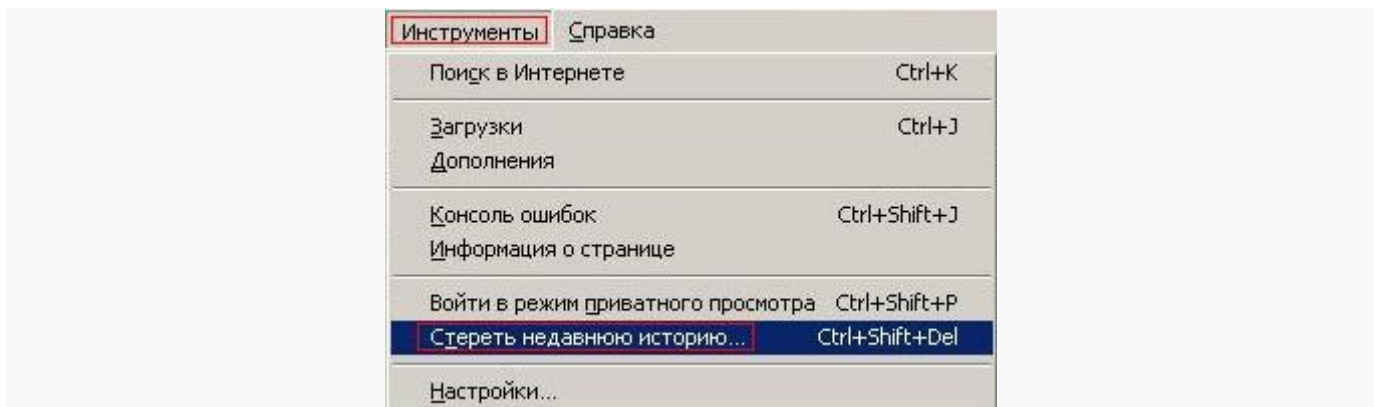 Инструменты Справка
Поиск в Интернете Ctrl+K
Загрузки Ctrl+J
Дополнения
Консоль ошибок Ctrl+Shift+J
Информация о странице
Войти в режим приватного просмотра Ctrl+Shift+P
Стереть недавнюю историю... Ctrl+Shift+Del
Настройки...